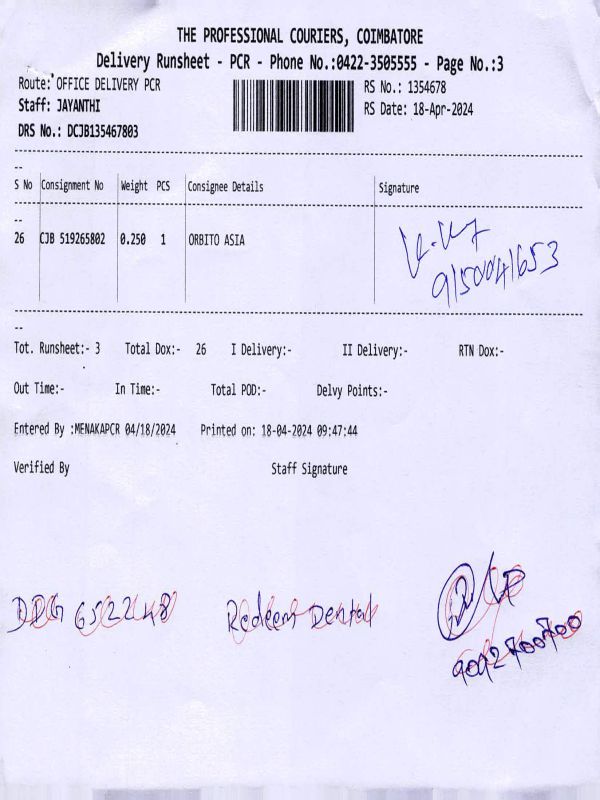 THE PROFESSIONAL COURIERS, COIMBATORE
Delivery Runsheet - PCR - Phone No.:0422-3505555 - Page No.:3
Route: OFFICE DELIVERY PCR RS No.: 1354678
Staff: JAYANTHI RS Date: 18-Apr-2024
DRS No.: DCJB135467803
--
S No Consignment No Weight PCS Consignee Details Signature
--
26 CJB 519265802 0.250 1 ORBITO ASIA
9150041653
--
Tot. Runsheet:- 3 Total Dox:- 26 I Delivery:- II Delivery:- RTN Dox:-
Out Time:- In Time:- Total POD:- Delvy Points:-
Entered By :MENAKAPCR 04/18/2024 Printed on: 18-04-2024 09:47:44
Verified By Staff Signature
DDG 652248 Redeem Dental
9092700700